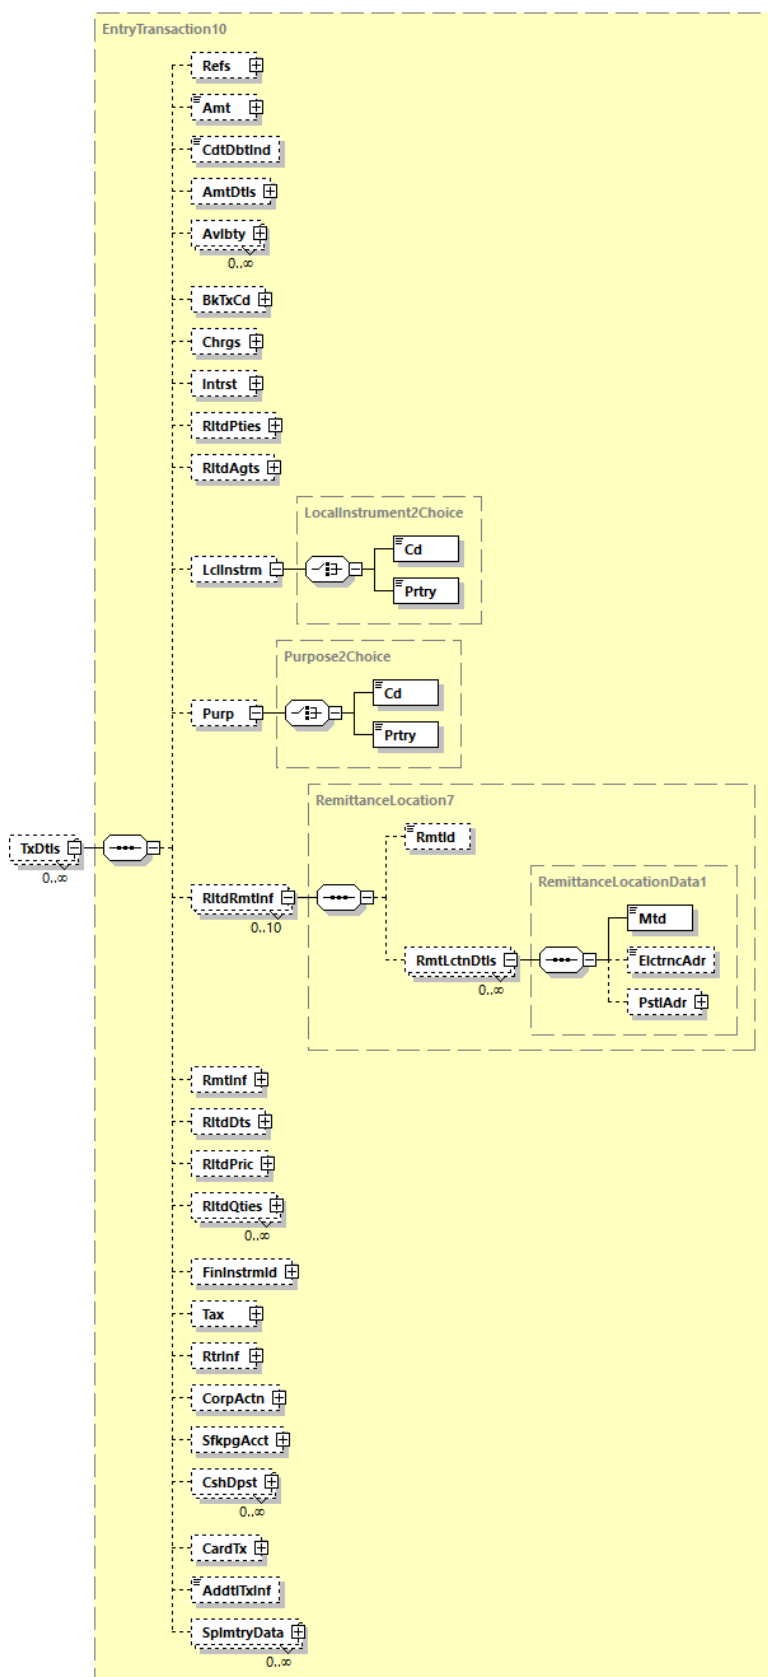 EntryTransaction10
Refs
Amt
CdtDbtInd
AmtDtls
Avlbty
0..∞
BkTxCd
Chrgs
Intrst
RltdPties
RltdAgts
LocalInstrument2Choice
Cd
LclInstrm
Prtry
Purpose2Choice
Cd
Purp
Prtry
RemittanceLocation7
RmtId
TxDtls
0..∞
RemittanceLocationData1
RltdRmtInf
0..10
Mtd
RmtLctnDtls
0..∞
ElctrncAdr
PstlAdr
RmtInf
RltdDts
RltdPric
RltdQties
0..∞
FinInstrmId
Tax
RtrInf
CorpActn
SfkpgAcct
CshDpst
0..∞
CardTx
AddtlTxInf
SplmtryData
0..∞